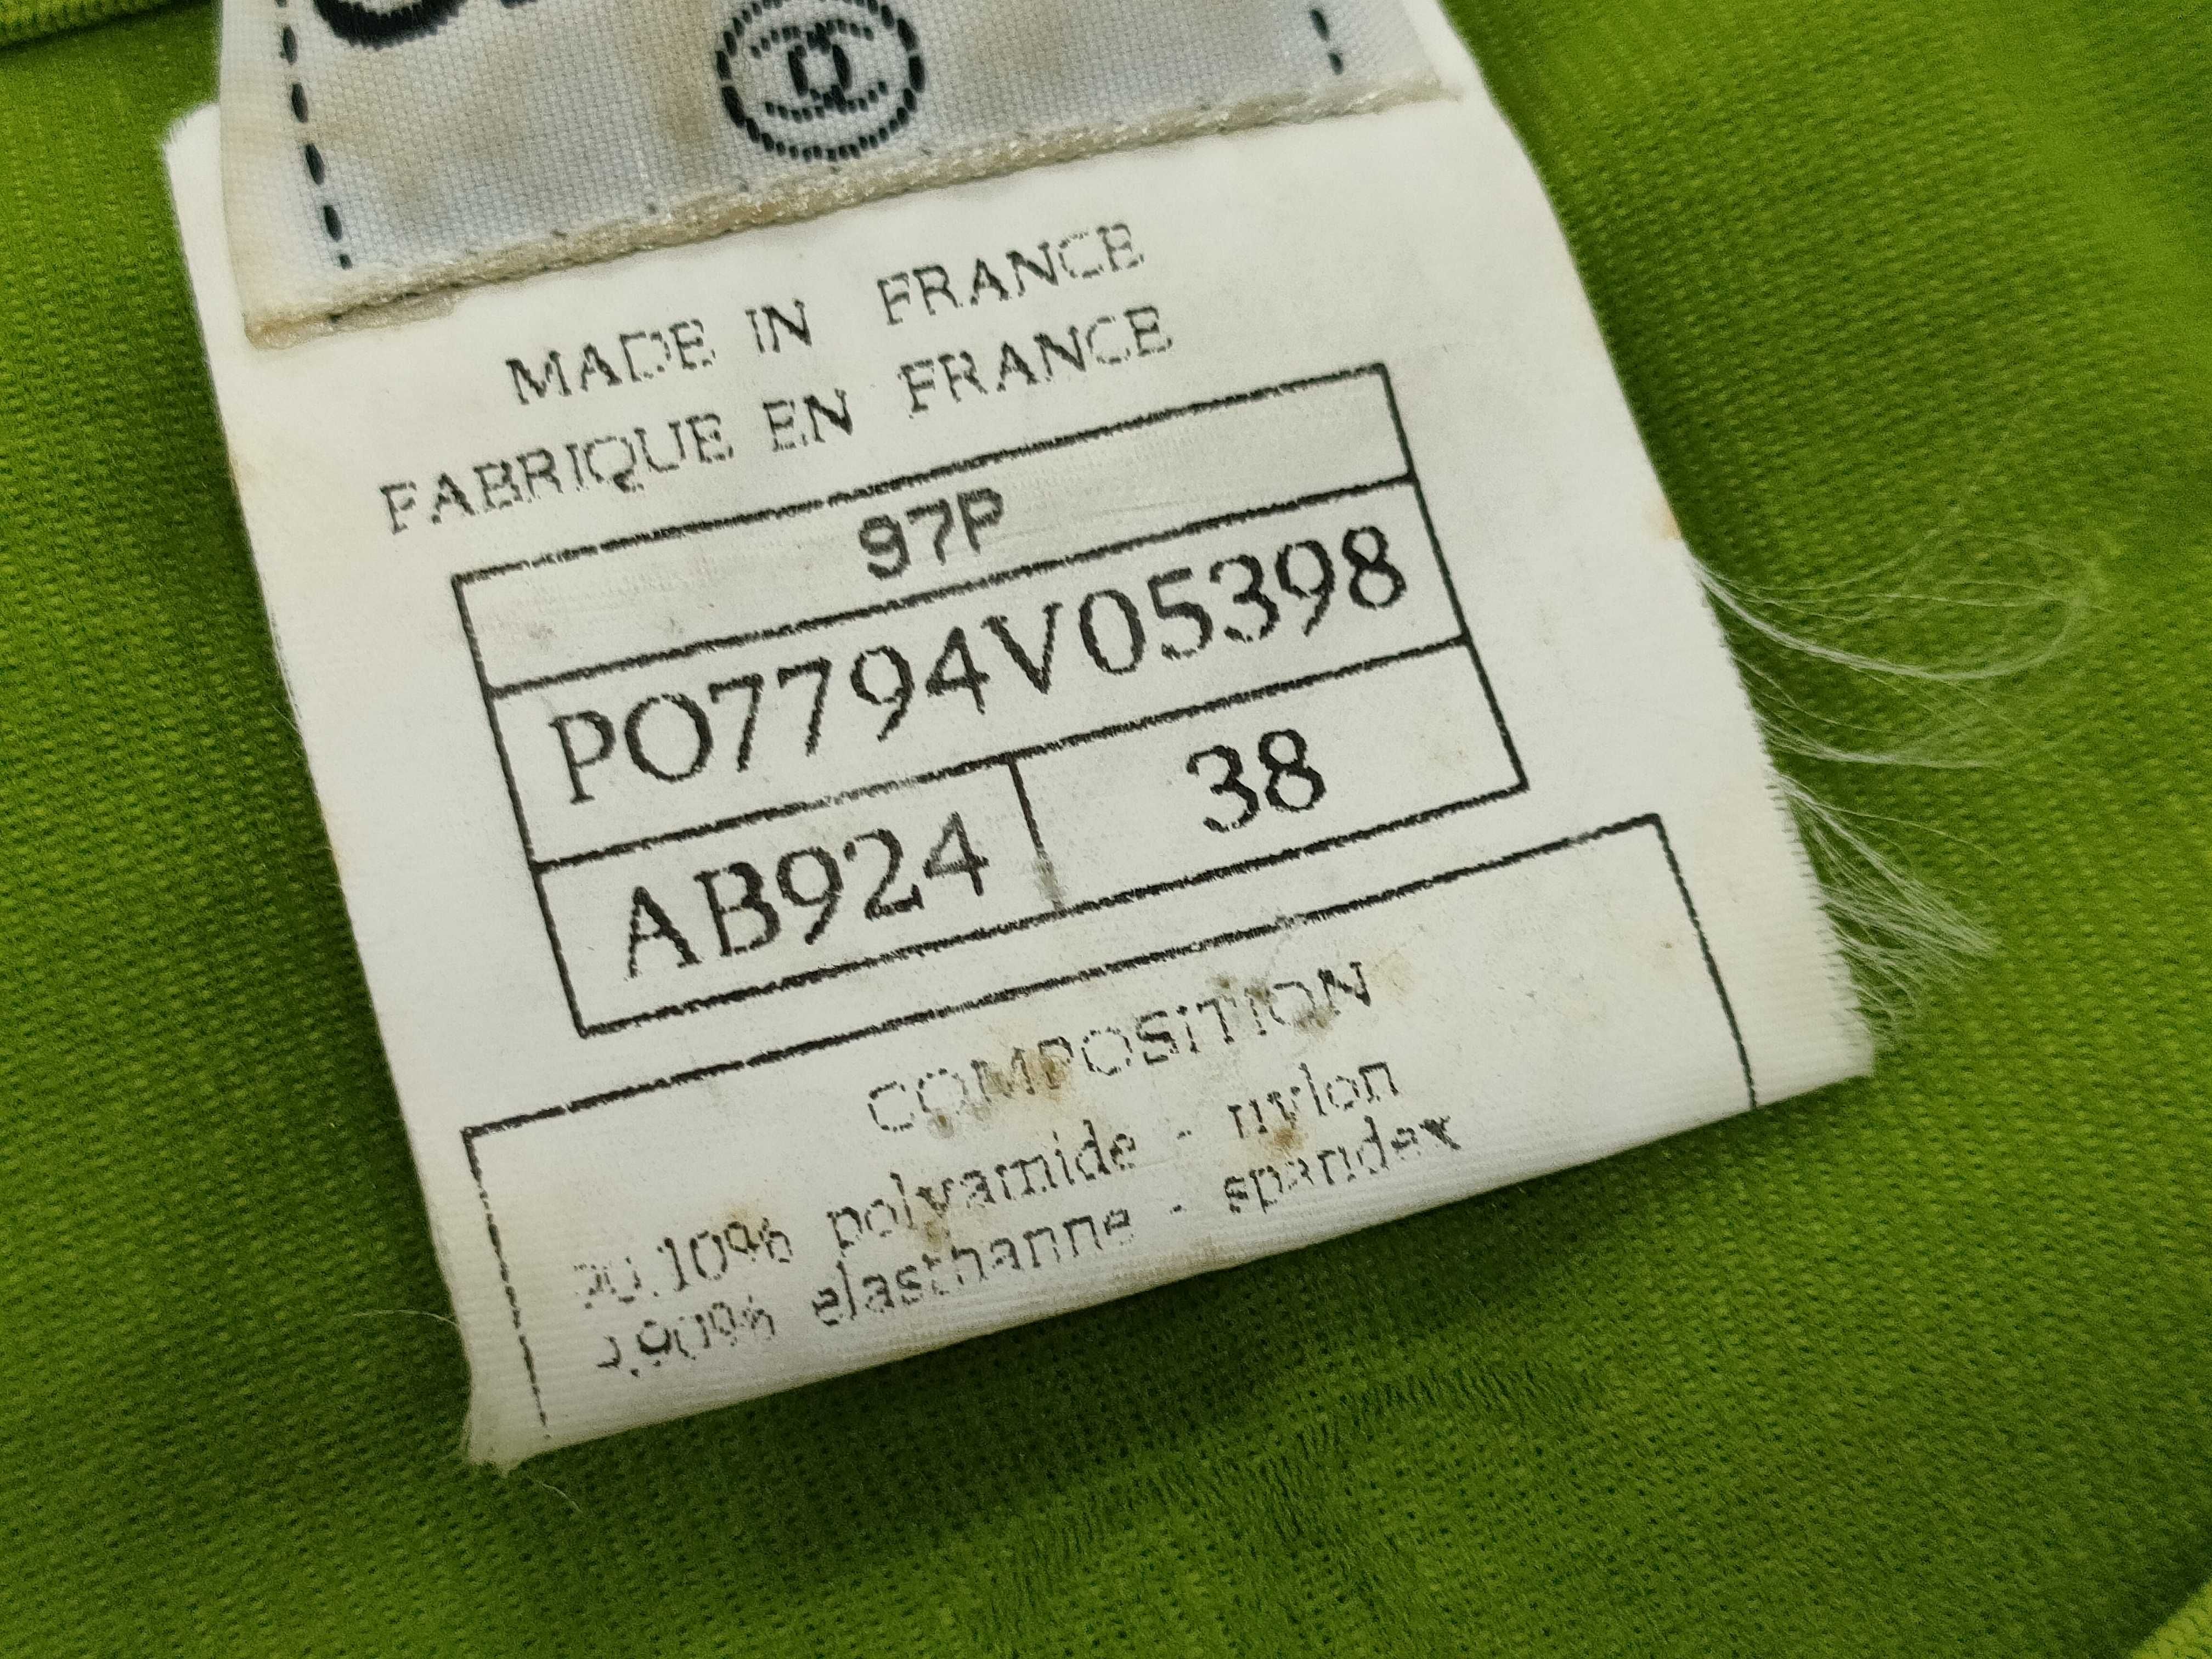 MADE IN FRANCE
FABRIQUE EN FRANCE
97P
PO7794V05398
AB924 38
COMPOSITION
polyamide - nylon
elasthanne - spandex